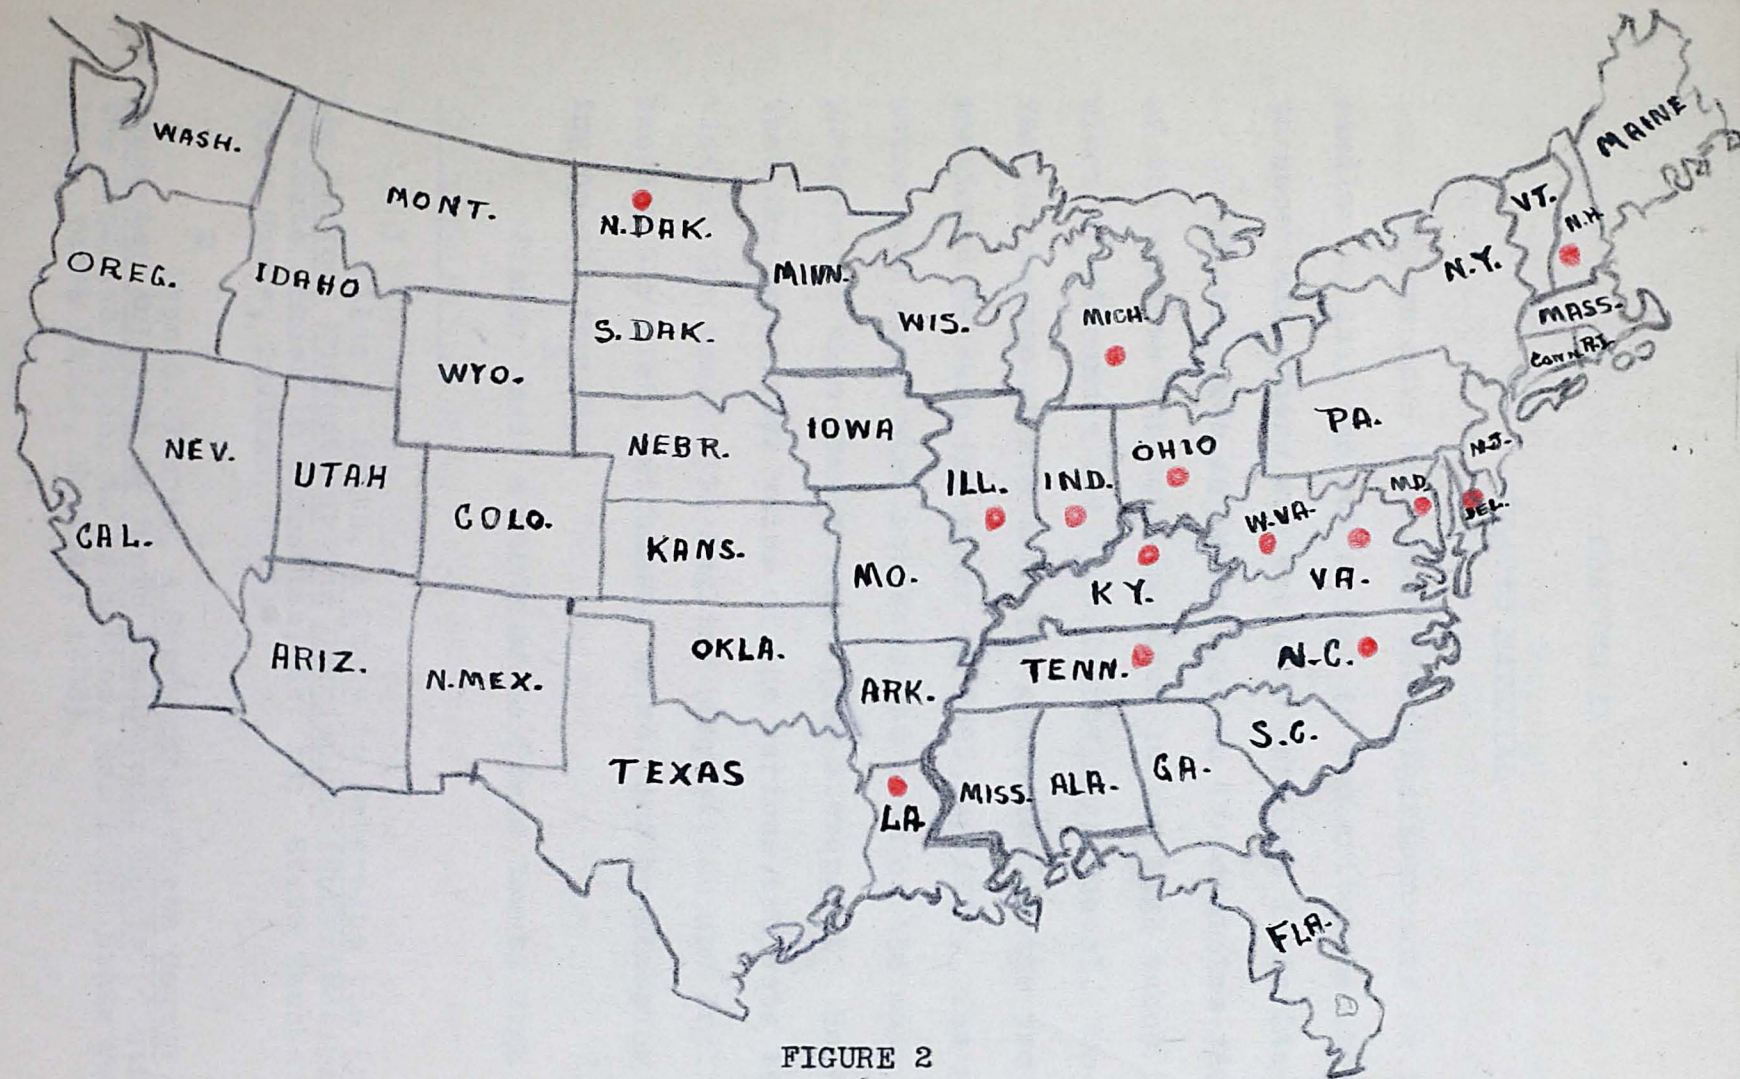 WASH.
MONT.
N.DAK.
MINN.
MAINE
VT.
N.H.
OREG.
IDAHO
S. DAK.
WIS.
MICH.
N.Y.
MASS.
CONN.
R.I.
WYO.
NEBR.
IOWA
ILL.
IND.
OHIO
PA.
N.J.
NEV.
UTAH
COLO.
KANS.
MO.
KY.
W.VA.
MD.
DEL.
VA.
CAL.
ARIZ.
N.MEX.
OKLA.
ARK.
TENN.
N.C.
S.C.
TEXAS
LA.
MISS.
ALA.
GA.
FLA.
FIGURE 2